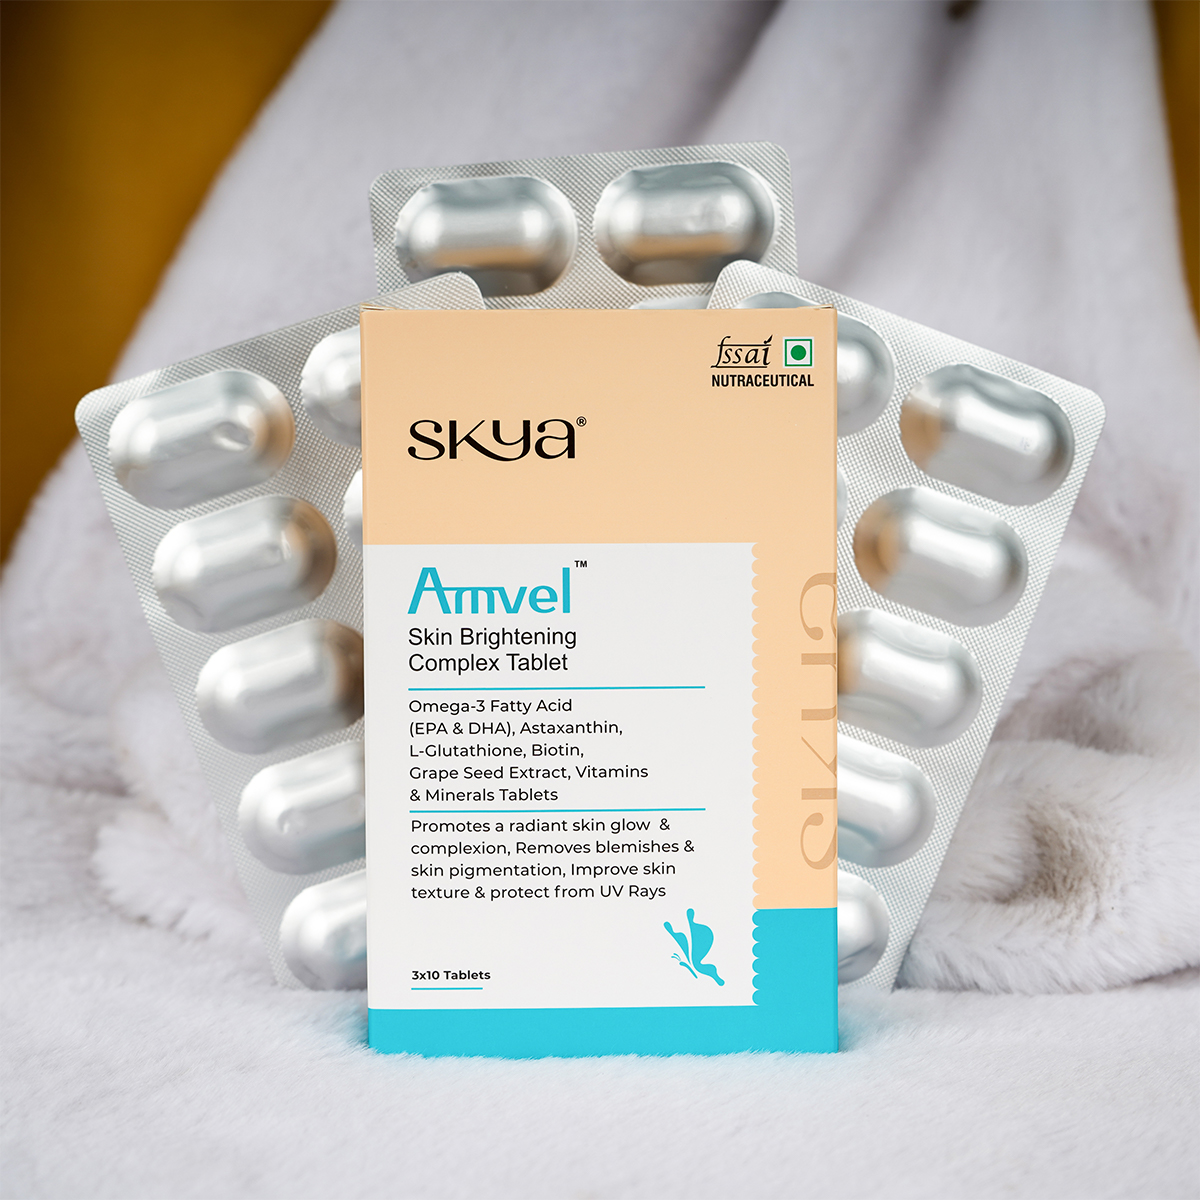 fssai
NUTRACEUTICAL
SKYA®
Amvel™
Skin Brightening
Complex Tablet
Omega-3 Fatty Acid
(EPA & DHA), Astaxanthin,
L-Glutathione, Biotin,
Grape Seed Extract, Vitamins
& Minerals Tablets
Promotes a radiant skin glow &
complexion, Removes blemishes &
skin pigmentation, Improve skin
texture & protect from UV Rays
3x10 Tablets